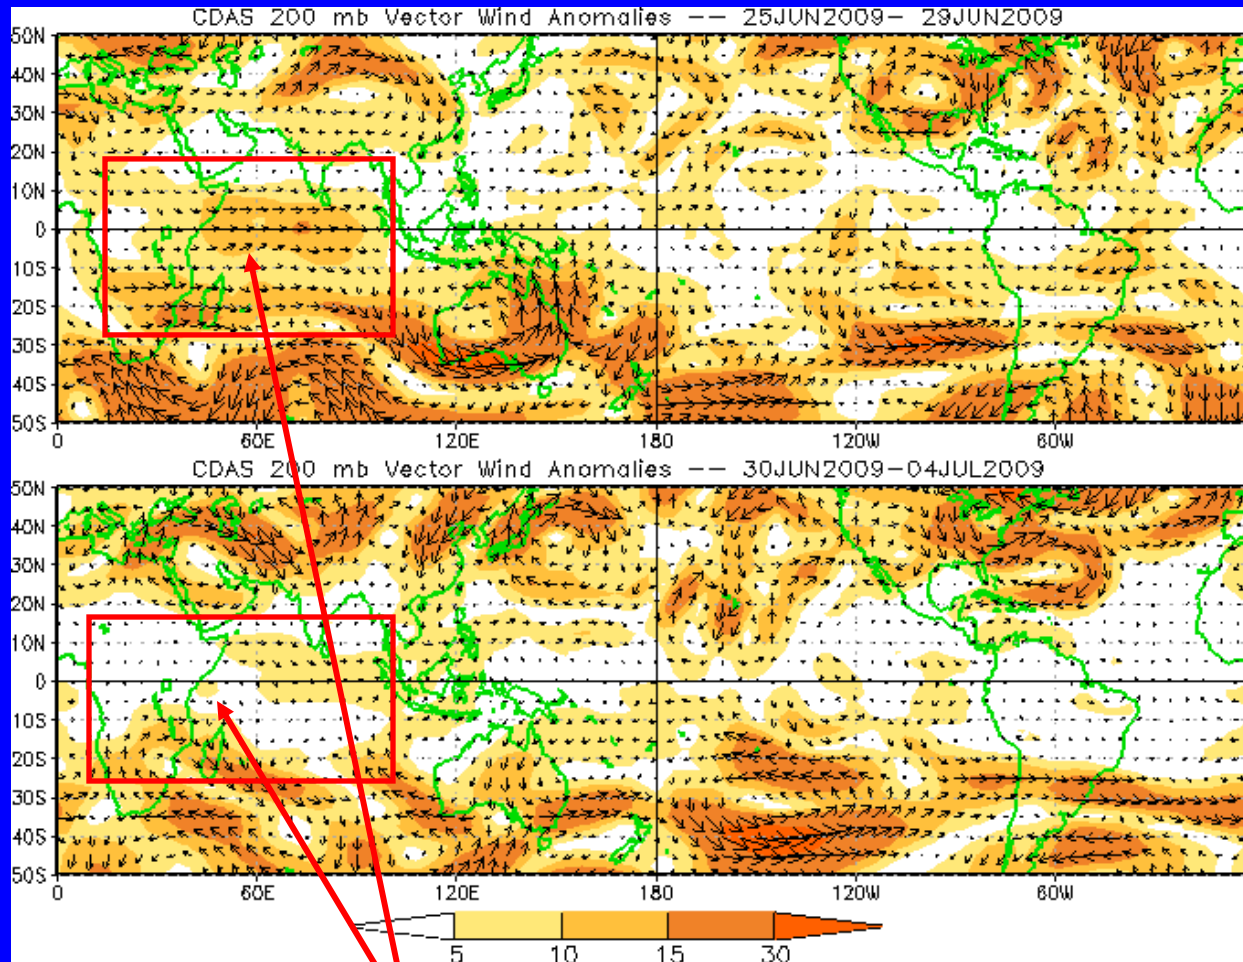 CDAS 200 mb Vector Wind Anomalies -- 25JUN2009- 29JUN2009
50N
40N
30N
20N
10N
0
10S
20S
30S
40S
50S
0 60E 120E 180 120W 60W
CDAS 200 mb Vector Wind Anomalies -- 30JUN2009-04JUL2009
50N
40N
30N
20N
10N
0
10S
20S
30S
40S
50S
0 60E 120E 180 120W 60W
5 10 15 30